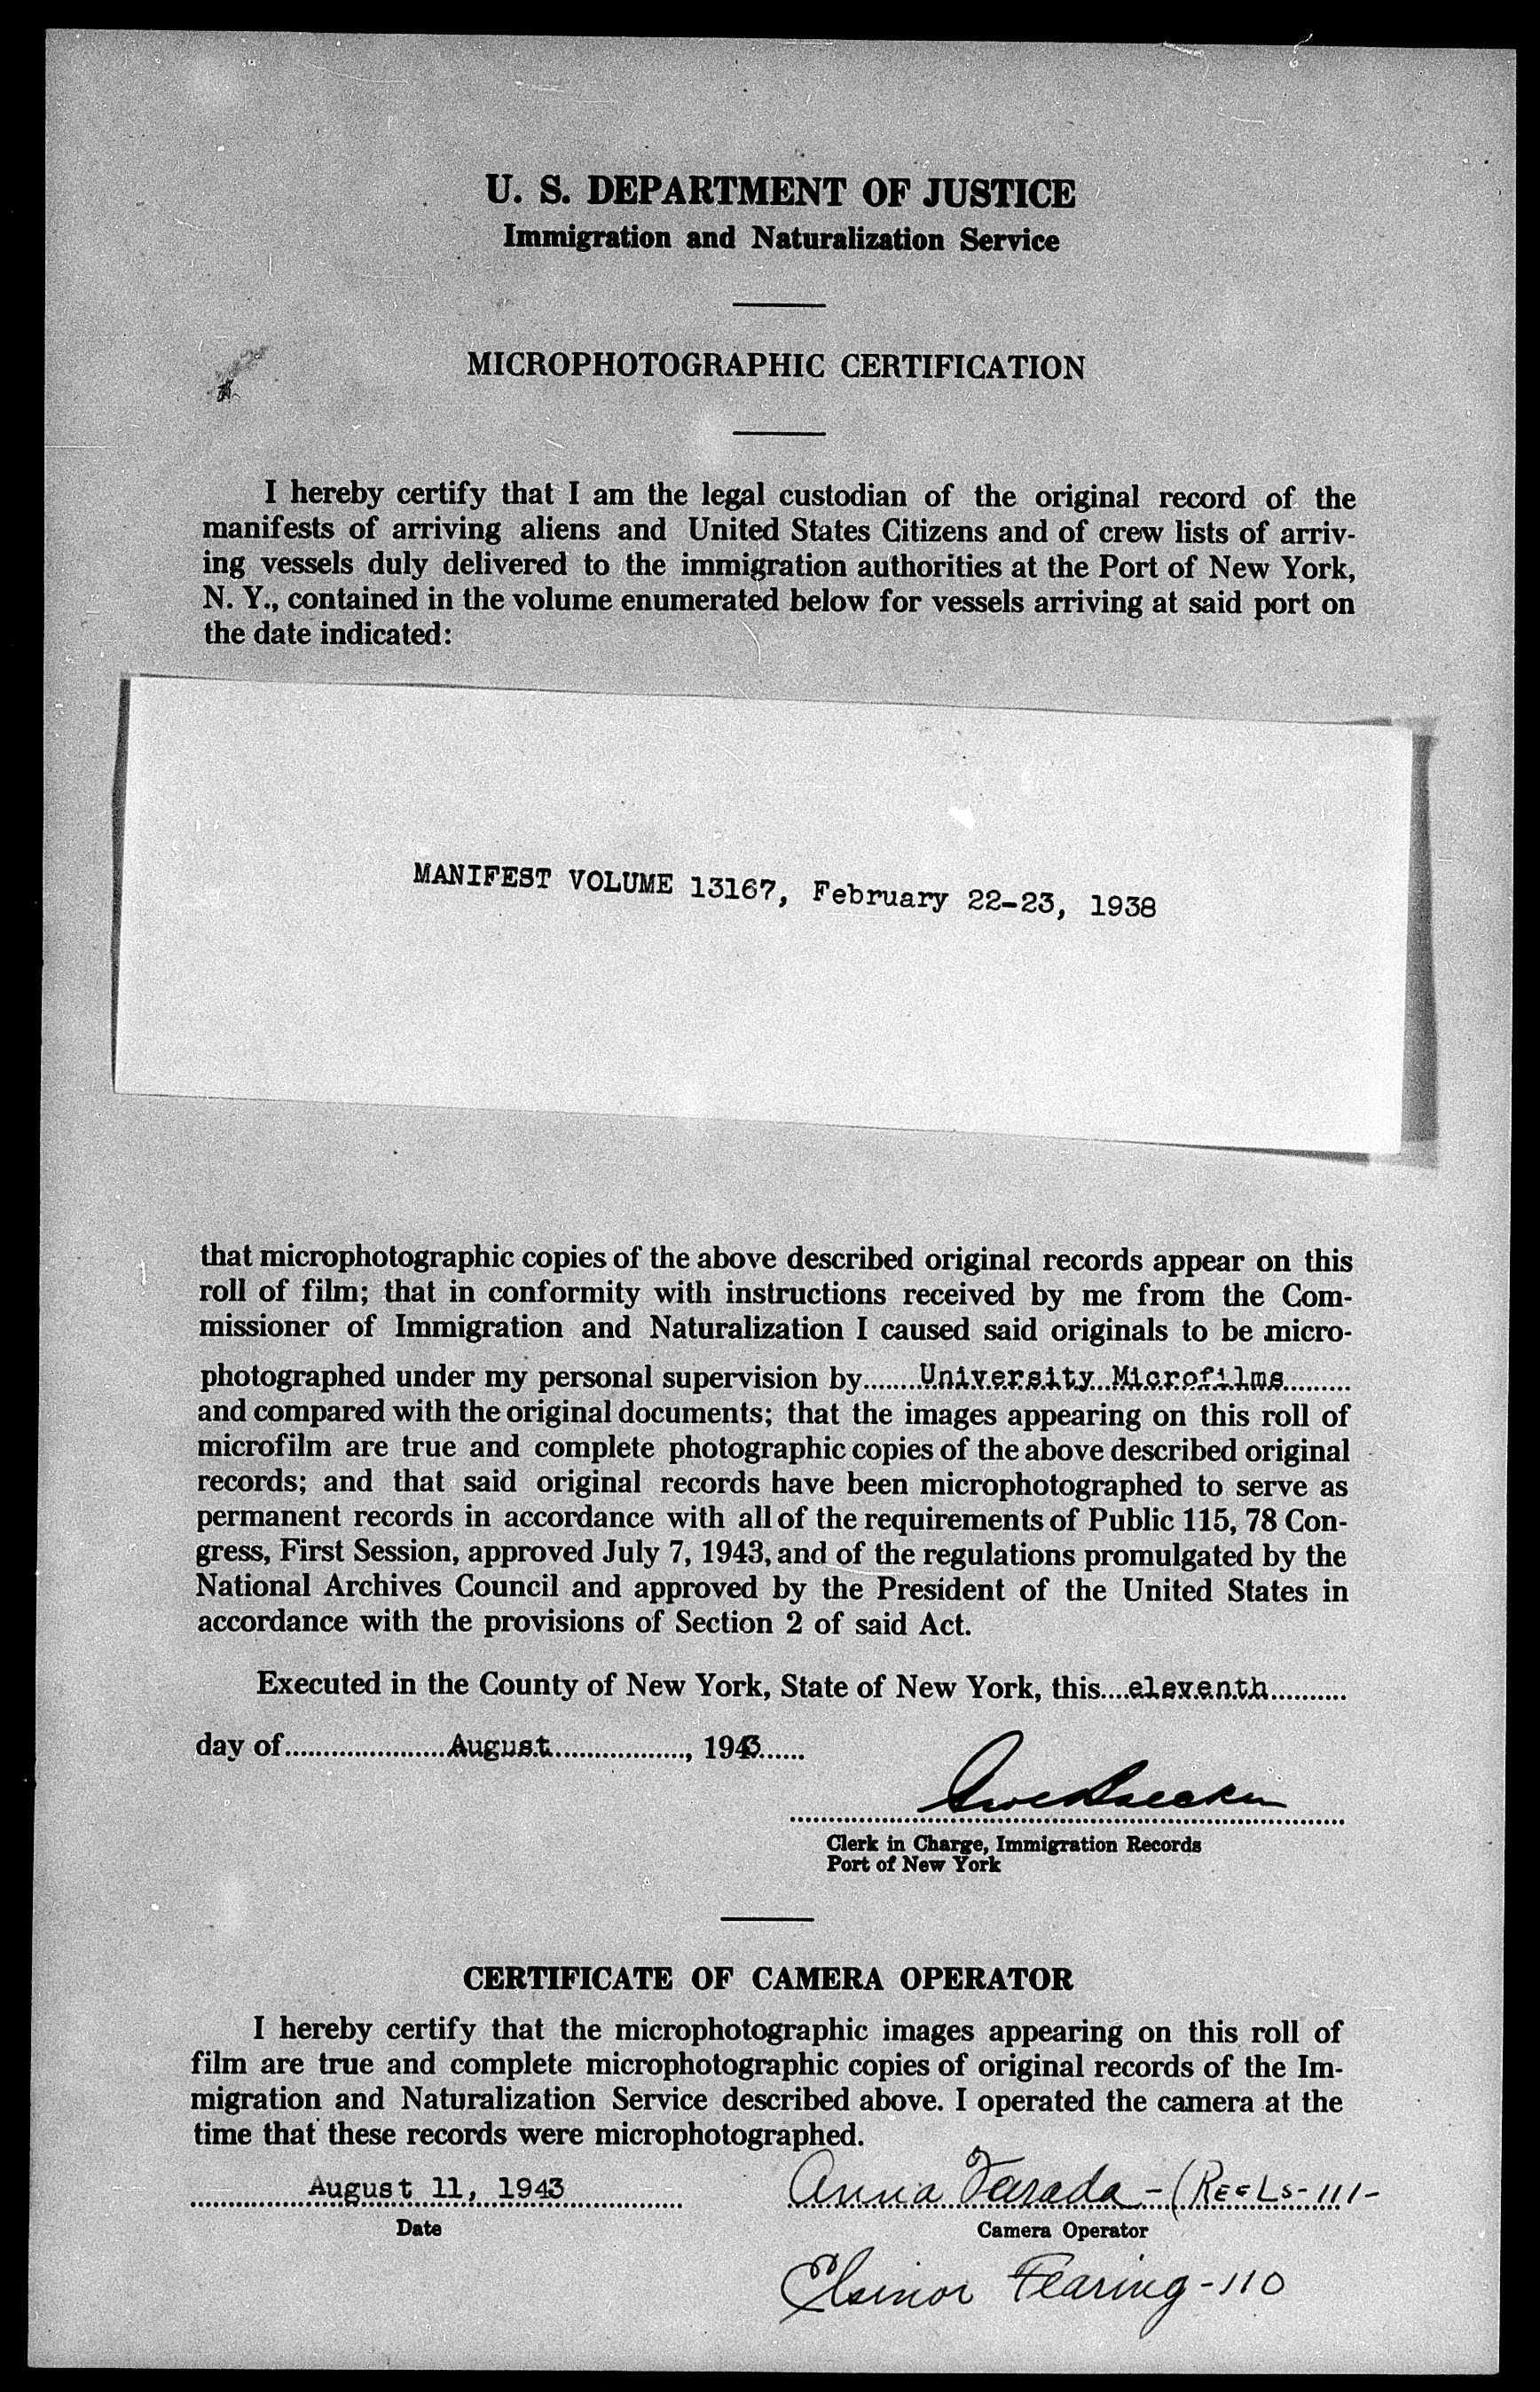 U. S. DEPARTMENT OF JUSTICE
Immigration and Naturalization Service
MICROPHOTOGRAPHIC CERTIFICATION
I hereby certify that I am the legal custodian of the original record of the
manifests of arriving aliens and United States Citizens and of crew lists of arriv-
ing vessels duly delivered to the immigration authorities at the Port of New York,
N. Y., contained in the volume enumerated below for vessels arriving at said port on
the date indicated:
MANIFEST VOLUME 13167, February 22-23, 1938
that microphotographic copies of the above described original records appear on this
roll of film; that in conformity with instructions received by me from the Com-
missioner of Immigration and Naturalization I caused said originals to be micro-
photographed under my personal supervision by University Microfilms
and compared with the original documents; that the images appearing on this roll of
microfilm are true and complete photographic copies of the above described original
records; and that said original records have been microphotographed to serve as
permanent records in accordance with all of the requirements of Public 115, 78 Con-
gress, First Session, approved July 7, 1943, and of the regulations promulgated by the
National Archives Council and approved by the President of the United States in
accordance with the provisions of Section 2 of said Act.
Executed in the County of New York, State of New York, this eleventh
day of August, 1943
Clerk in Charge, Immigration Records
Port of New York
CERTIFICATE OF CAMERA OPERATOR
I hereby certify that the microphotographic images appearing on this roll of
film are true and complete microphotographic copies of original records of the Im-
migration and Naturalization Service described above. I operated the camera at the
time that these records were microphotographed.
August 11, 1943 Anna - (REELS-111-
Date Camera Operator
Fearing - 110